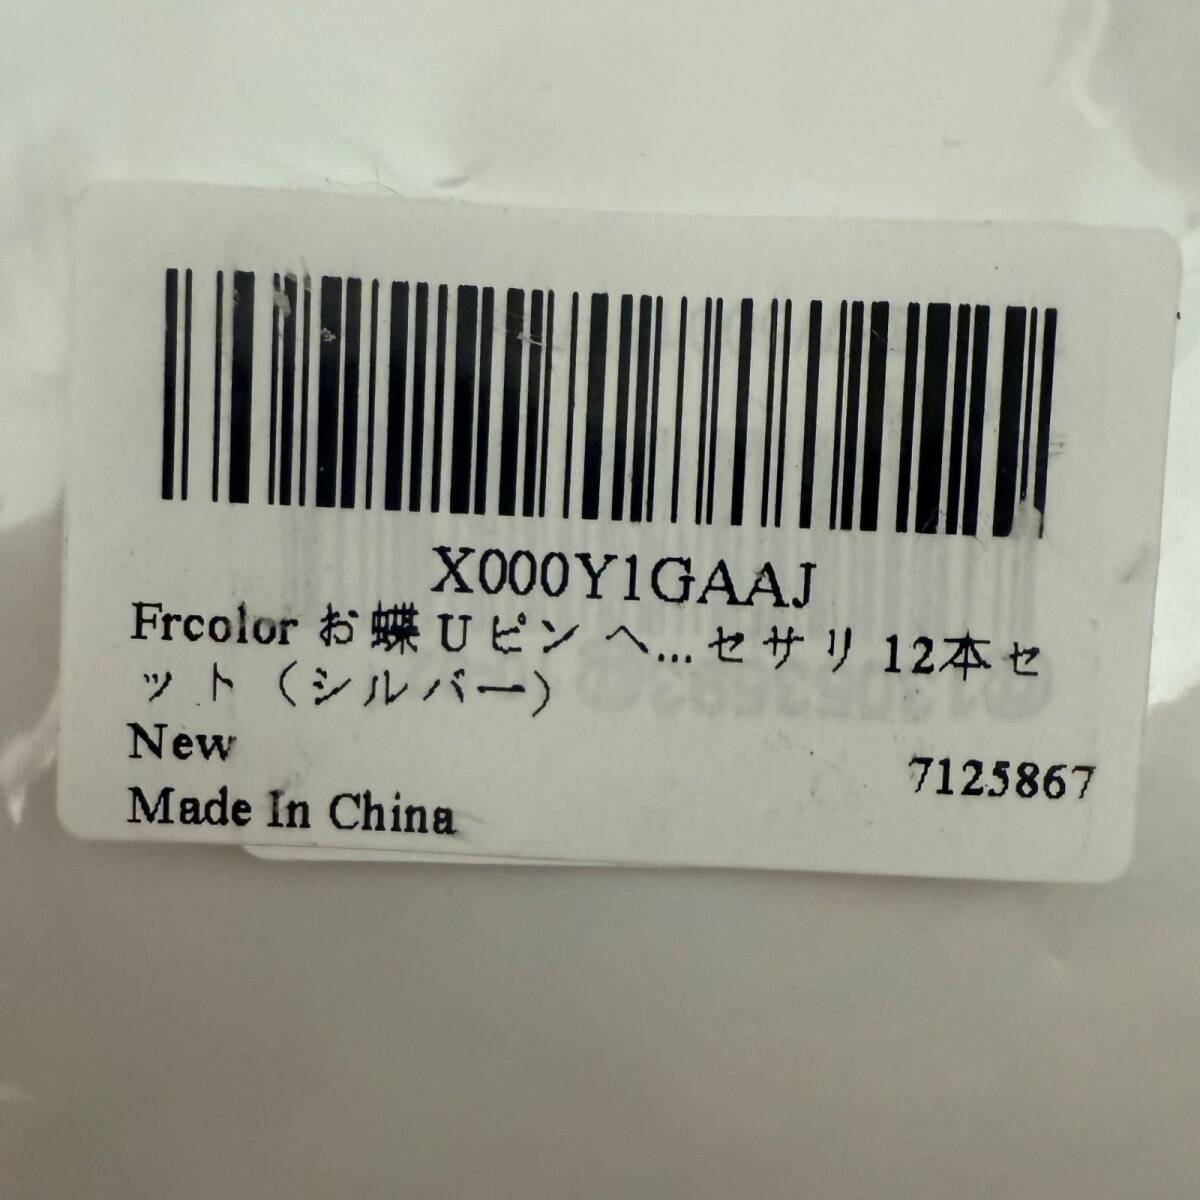 X000Y1GAAJ
Frcolor お蝶 U ピン ヘ...セサリ 12本セ
ット（シルバー）
New
7125867
Made In China